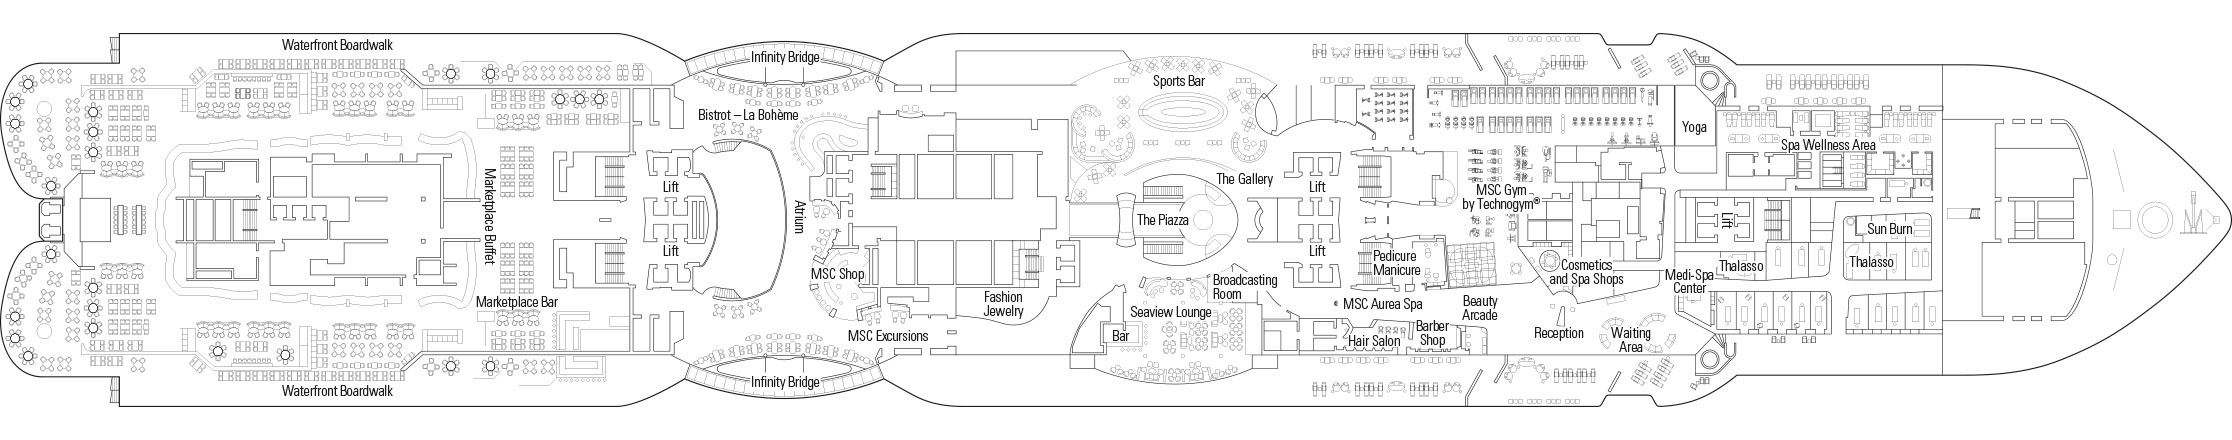 Waterfront Boardwalk
Infinity Bridge
Sports Bar
Bistrot – La Bohème
Yoga
Spa Wellness Area
Marketplace Buffet
Lift
Atrium
The Gallery
Lift
MSC Gym
by Technogym®
The Piazza
Lift
Sun Burn
Lift
Lift
MSC Shop
Pedicure
Manicure
Cosmetics
and Spa Shops
Thalasso
Thalasso
Medi-Spa
Center
Broadcasting
Room
Marketplace Bar
Fashion
Jewelry
MSC Aurea Spa
Beauty
Arcade
Seaview Lounge
Bar
MSC Excursions
Hair Salon
Barber
Shop
Reception
Waiting
Area
Infinity Bridge
Waterfront Boardwalk